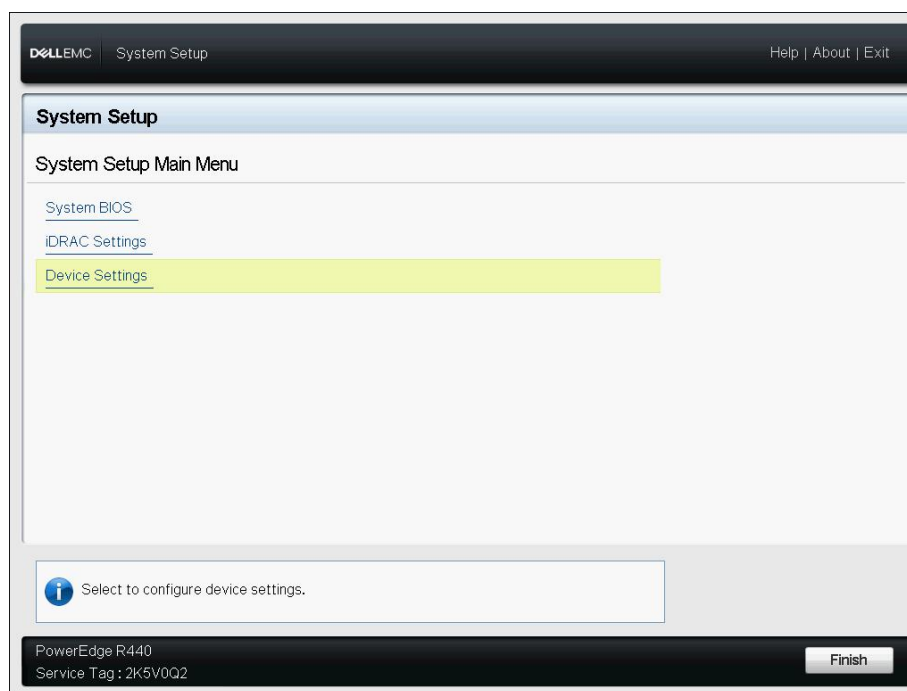 DELLEMC System Setup Help | About | Exit
System Setup
System Setup Main Menu
System BIOS
iDRAC Settings
Device Settings
Select to configure device settings.
PowerEdge R440
Service Tag : 2K5V0Q2
Finish